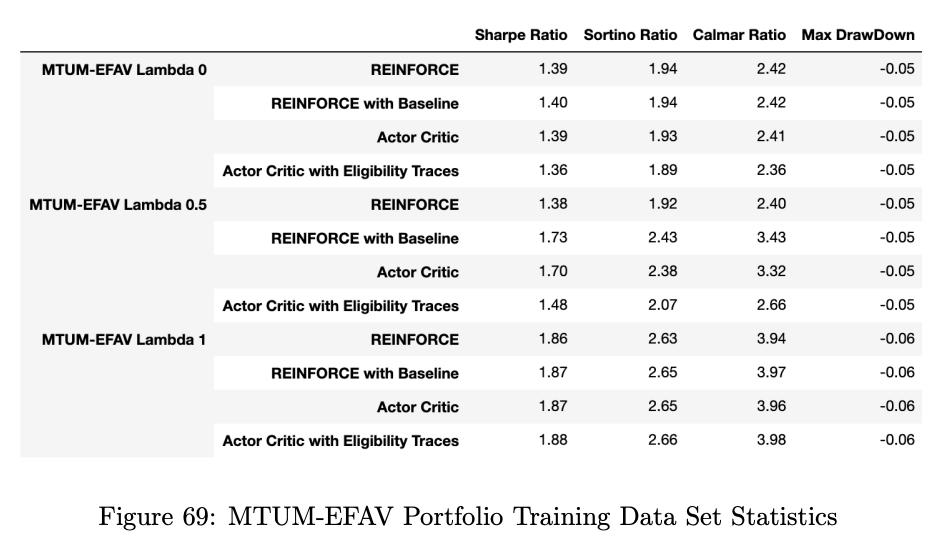 Sharpe Ratio Sortino Ratio Calmar Ratio Max DrawDown
MTUM-EFAV Lambda 0 REINFORCE 1.39 1.94 2.42 -0.05
REINFORCE with Baseline 1.40 1.94 2.42 -0.05
Actor Critic 1.39 1.93 2.41 -0.05
Actor Critic with Eligibility Traces 1.36 1.89 2.36 -0.05
MTUM-EFAV Lambda 0.5 REINFORCE 1.38 1.92 2.40 -0.05
REINFORCE with Baseline 1.73 2.43 3.43 -0.05
Actor Critic 1.70 2.38 3.32 -0.05
Actor Critic with Eligibility Traces 1.48 2.07 2.66 -0.05
MTUM-EFAV Lambda 1 REINFORCE 1.86 2.63 3.94 -0.06
REINFORCE with Baseline 1.87 2.65 3.97 -0.06
Actor Critic 1.87 2.65 3.96 -0.06
Actor Critic with Eligibility Traces 1.88 2.66 3.98 -0.06
Figure 69: MTUM-EFAV Portfolio Training Data Set Statistics